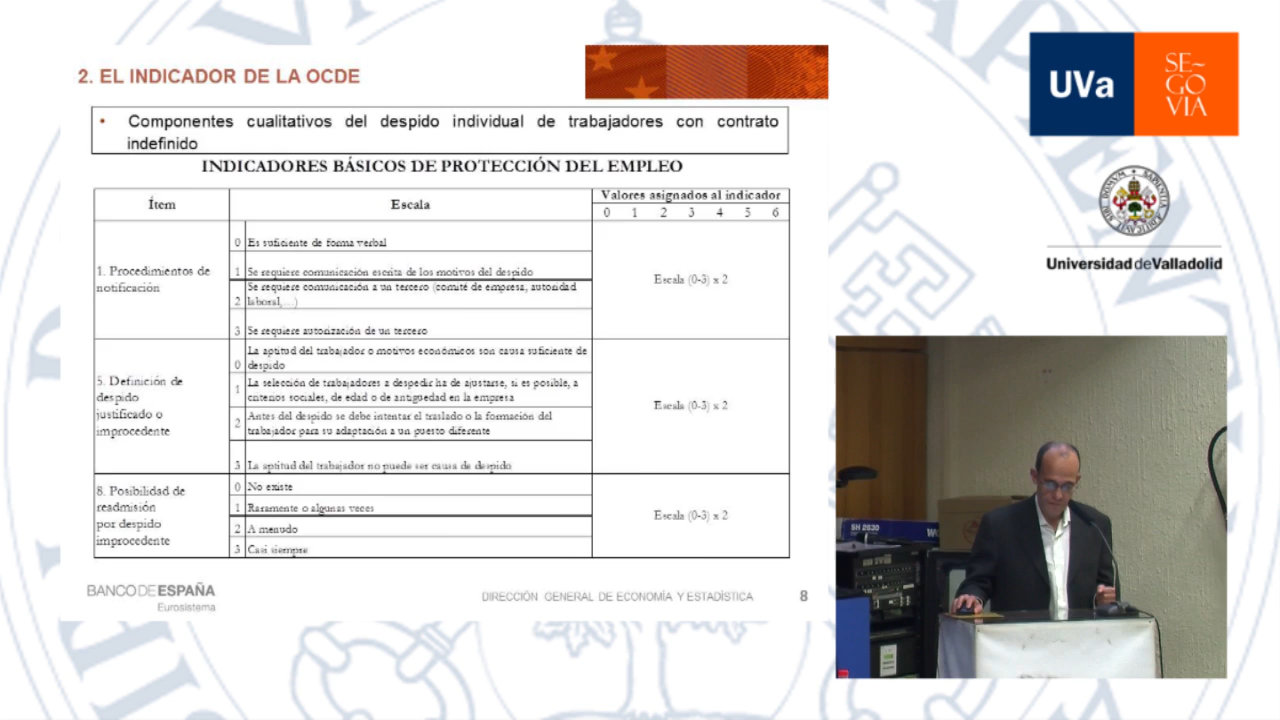 2. EL INDICADOR DE LA OCDE
• Componentes cualitativos del despido individual de trabajadores con contrato
indefinido
INDICADORES BÁSICOS DE PROTECCIÓN DEL EMPLEO
Ítem
Escala
Valores asignados al indicador
0 1 2 3 4 5 6
1. Procedimientos de
notificación
0 Es suficiente de forma verbal
1 Se requiere comunicación escrita de los motivos del despido
Se requiere comunicación a un tercero (comité de empresa, autoridad
2 laboral,...)
3 Se requiere autorización de un tercero
Escala (0-3) x 2
5. Definición de
despido
justificado o
improcedente
La aptitud del trabajador o motivos económicos son causa suficiente de
0 despido
1 La selección de trabajadores a despedir ha de ajustarse, si es posible, a
criterios sociales, de edad o de antigüedad en la empresa
2 Antes del despido se debe intentar el traslado o la formación del
trabajador para su adaptación a un puesto diferente
3 La aptitud del trabajador no puede ser causa de despido
Escala (0-3) x 2
8. Posibilidad de
readmisión
por despido
improcedente
0 No existe
1 Raramente o algunas veces
2 A menudo
3 Casi siempre
Escala (0-3) x 2
BANCO DE ESPAÑA
Eurosistema
DIRECCIÓN GENERAL DE ECONOMÍA Y ESTADÍSTICA
8
UVa
SE~
GO
VIA
Universidad de Valladolid